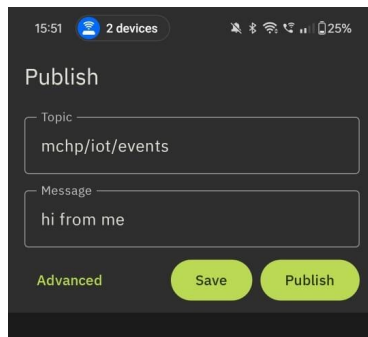 15:51 2 devices 25%
Publish
Topic
mchp/iot/events
Message
hi from me
Advanced Save Publish